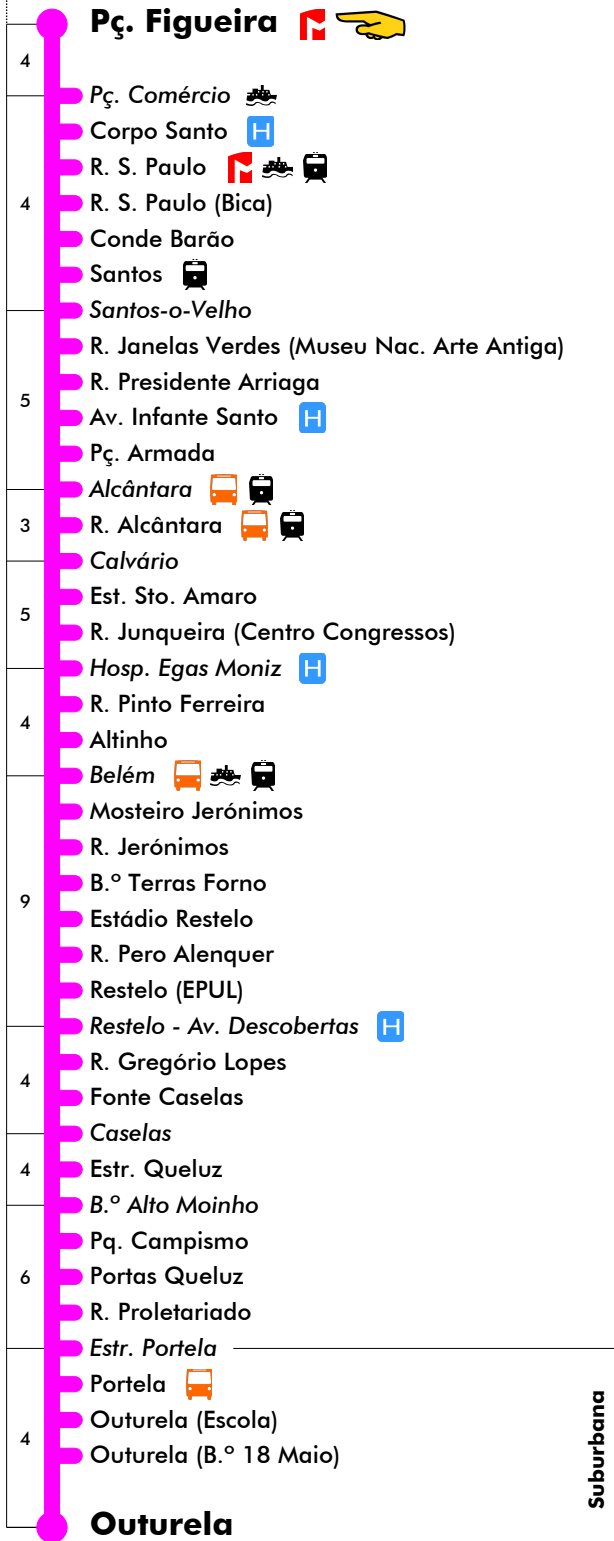 Pç. Figueira
4
Pç. Comércio
Corpo Santo H
R. S. Paulo
4 R. S. Paulo (Bica)
Conde Barão
Santos
Santos-o-Velho
R. Janelas Verdes (Museu Nac. Arte Antiga)
R. Presidente Arriaga
5
Av. Infante Santo H
Pç. Armada
Alcântara
3 R. Alcântara
Calvário
Est. Sto. Amaro
5
R. Junqueira (Centro Congressos)
Hosp. Egas Moniz H
R. Pinto Ferreira
4
Altinho
Belém
Mosteiro Jerónimos
R. Jerónimos
B.º Terras Forno
9
Estádio Restelo
R. Pero Alenquer
Restelo (EPUL)
Restelo - Av. Descobertas H
R. Gregório Lopes
4
Fonte Caselas
Caselas
4 Estr. Queluz
B.º Alto Moinho
Pq. Campismo
6 Portas Queluz
R. Proletariado
Estr. Portela
Portela
Outurela (Escola)
4
Outurela (B.º 18 Maio)
Suburbana
Outurela